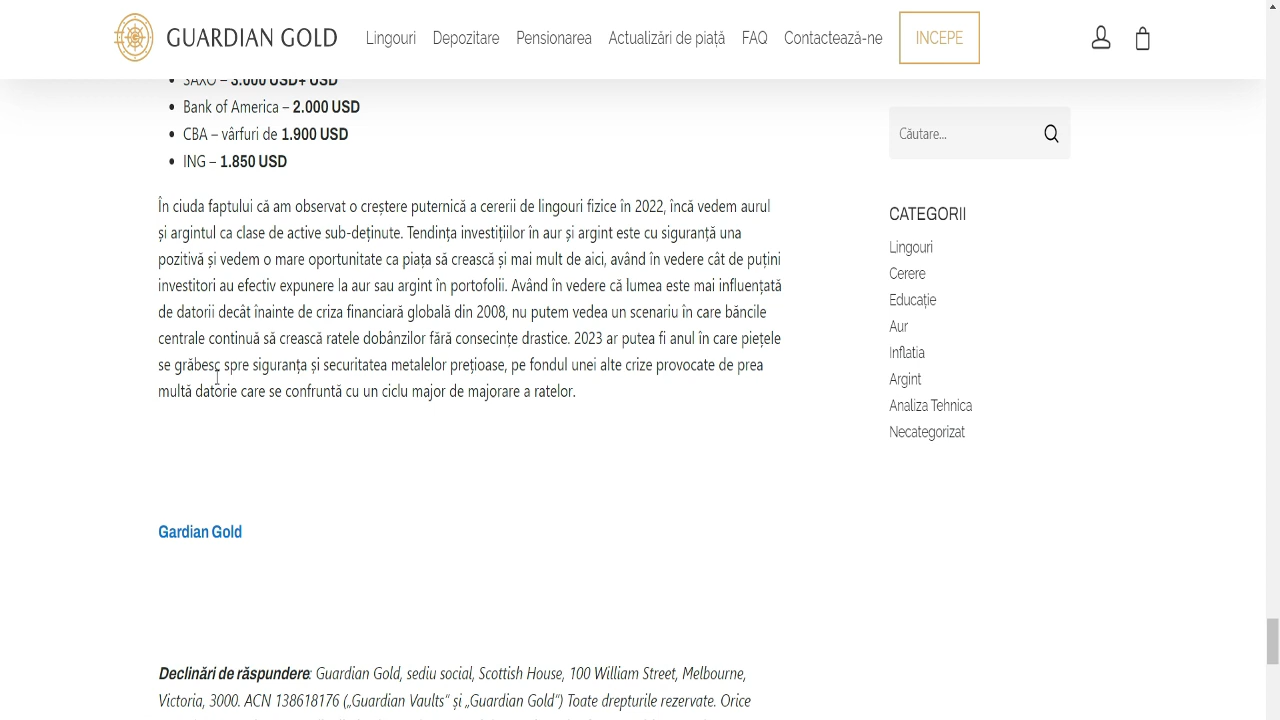 GUARDIAN GOLD
Lingouri Depozitare Pensionarea Actualizări de piață FAQ Contactează-ne INCEPE
SAXO – 3.000 USD+ USD
Bank of America – 2.000 USD
CBA – vârfuri de 1.900 USD
ING – 1.850 USD
În ciuda faptului că am observat o creștere puternică a cererii de lingouri fizice în 2022, încă vedem aurul
și argintul ca clase de active sub-deținute. Tendința investițiilor în aur și argint este cu siguranță una
pozitivă și vedem o mare oportunitate ca piața să crească și mai mult de aici, având în vedere cât de puțini
investitori au efectiv expunere la aur sau argint în portofolii. Având în vedere că lumea este mai influențată
de datorii decât înainte de criza financiară globală din 2008, nu putem vedea un scenariu în care băncile
centrale continuă să crească ratele dobânzilor fără consecințe drastice. 2023 ar putea fi anul în care piețele
se grăbesc spre siguranța și securitatea metalelor prețioase, pe fondul unei alte crize provocate de prea
multă datorie care se confruntă cu un ciclu major de majorare a ratelor.
Gardian Gold
Declinări de răspundere: Guardian Gold, sediu social, Scottish House, 100 William Street, Melbourne,
Victoria, 3000. ACN 138618176 („Guardian Vaults” și „Guardian Gold”) Toate drepturile rezervate. Orice
Căutare...
CATEGORII
Lingouri
Cerere
Educație
Aur
Inflatia
Argint
Analiza Tehnica
Necategorizat